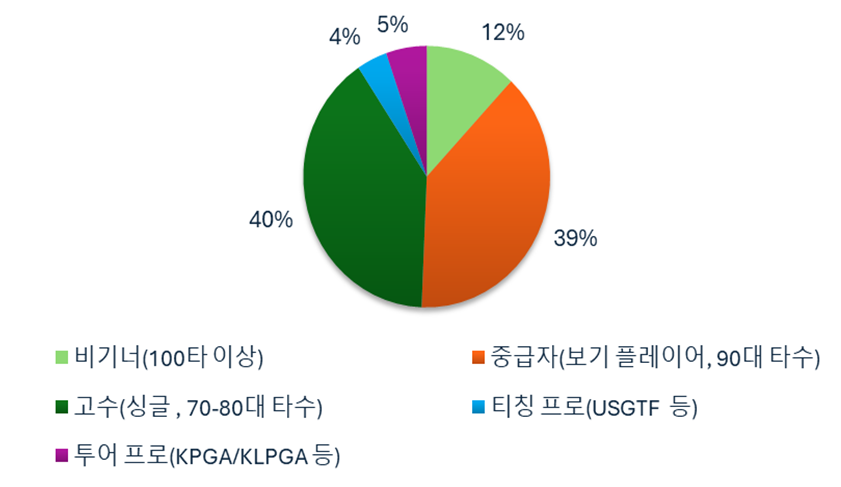 4%
5%
12%
40%
39%
비기너(100타 이상)
중급자(보기 플레이어, 90대 타수)
고수(싱글 , 70-80대 타수)
티칭 프로(USGTF 등)
투어 프로(KPGA/KLPGA 등)